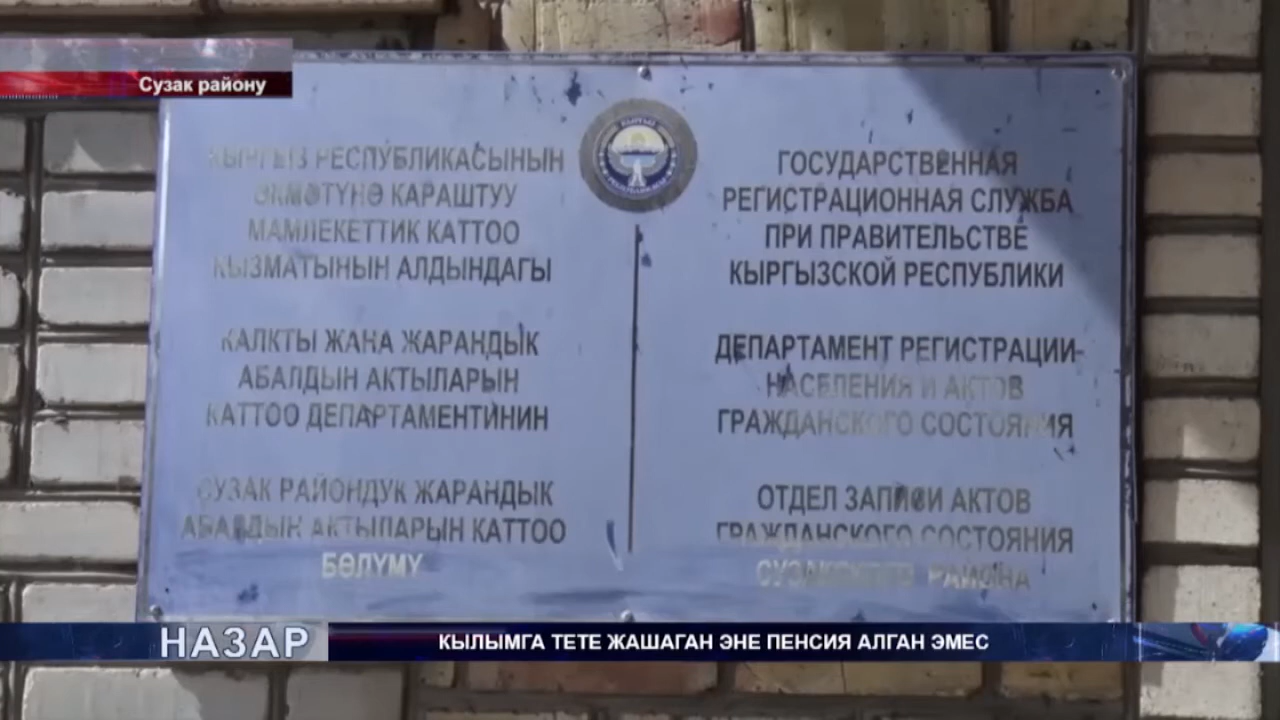 Сузак району
КЫРГЫЗ РЕСПУБЛИКАСЫНЫН
ӨКМӨТҮНӨ КАРАШТУУ
МАМЛЕКЕТТИК КАТТОО
КЫЗМАТЫНЫН АЛДЫНДАГЫ
КАЛКТЫ ЖАНА ЖАРАНДЫК
АБАЛДЫН АКТЫЛАРЫН
КАТТОО ДЕПАРТАМЕНТИНИН
СУЗАК РАЙОНДУК ЖАРАНДЫК
АБАЛДЫН АКТЫЛАРЫН КАТТОО
БӨЛҮМҮ
ГОСУДАРСТВЕННАЯ
РЕГИСТРАЦИОННАЯ СЛУЖБА
ПРИ ПРАВИТЕЛЬСТВЕ
КЫРГЫЗСКОЙ РЕСПУБЛИКИ
ДЕПАРТАМЕНТ РЕГИСТРАЦИИ
НАСЕЛЕНИЯ И АКТОВ
ГРАЖДАНСКОГО СОСТОЯНИЯ
ОТДЕЛ ЗАПИСИ АКТОВ
ГРАЖДАНСКОГО СОСТОЯНИЯ
СУЗАКСКОГО РАЙОНА
НАЗАР
КЫЛЫМГА ТЕТЕ ЖАШАГАН ЭНЕ ПЕНСИЯ АЛГАН ЭМЕС